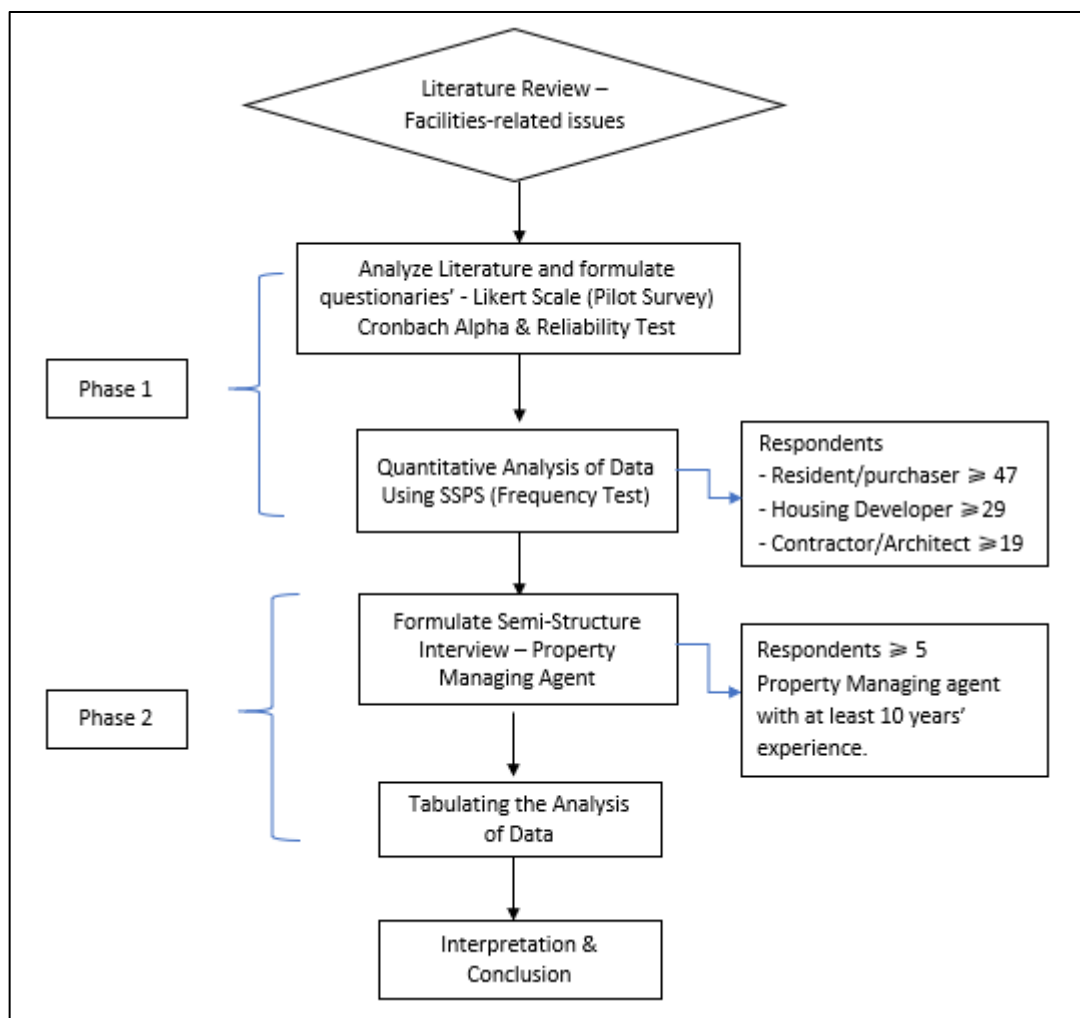 Literature Review –
Facilities-related issues
Analyze Literature and formulate
questionaries’ - Likert Scale (Pilot Survey)
Cronbach Alpha & Reliability Test
Phase 1
Quantitative Analysis of Data
Using SSPS (Frequency Test)
Respondents
- Resident/purchaser ⩾ 47
- Housing Developer ⩾29
- Contractor/Architect ⩾19
Formulate Semi-Structure
Interview – Property
Managing Agent
Respondents ⩾ 5
Property Managing agent
with at least 10 years’
experience.
Phase 2
Tabulating the Analysis
of Data
Interpretation &
Conclusion